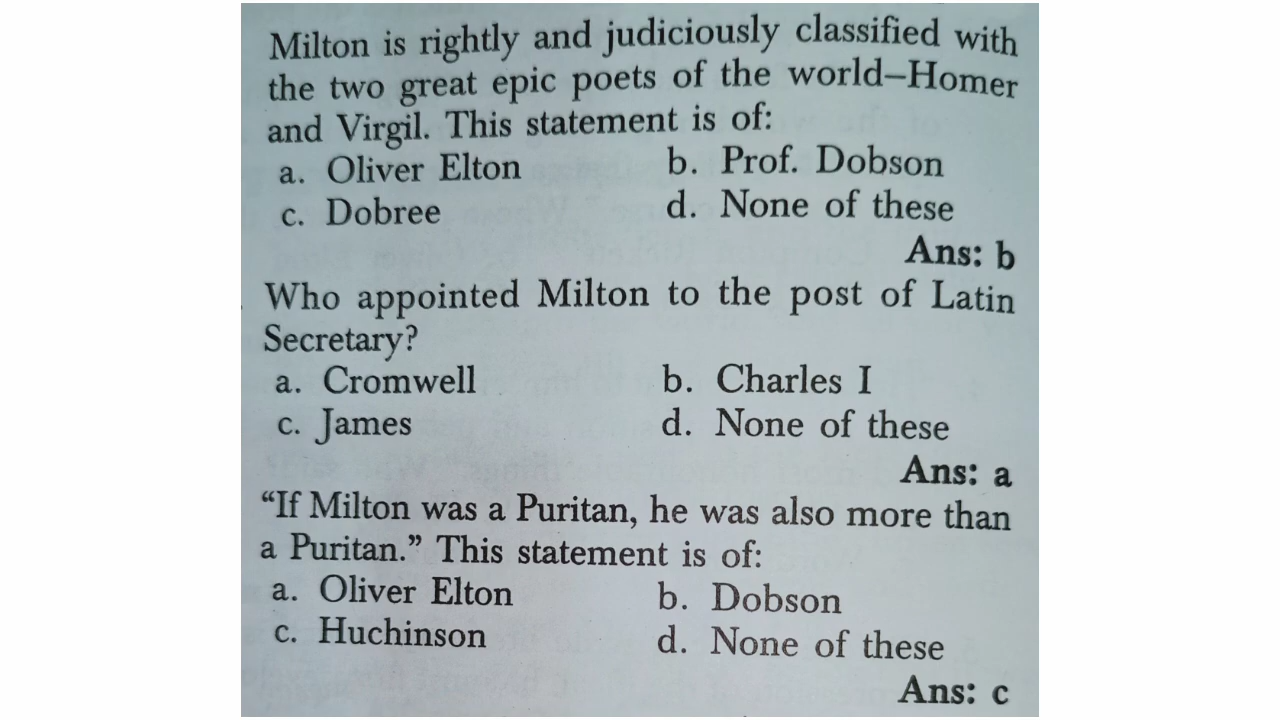 Milton is rightly and judiciously classified with
the two great epic poets of the world–Homer
and Virgil. This statement is of:
a. Oliver Elton b. Prof. Dobson
c. Dobree d. None of these
Ans: b
Who appointed Milton to the post of Latin
Secretary?
a. Cromwell b. Charles I
c. James d. None of these
Ans: a
“If Milton was a Puritan, he was also more than
a Puritan.” This statement is of:
a. Oliver Elton b. Dobson
c. Huchinson d. None of these
Ans: c